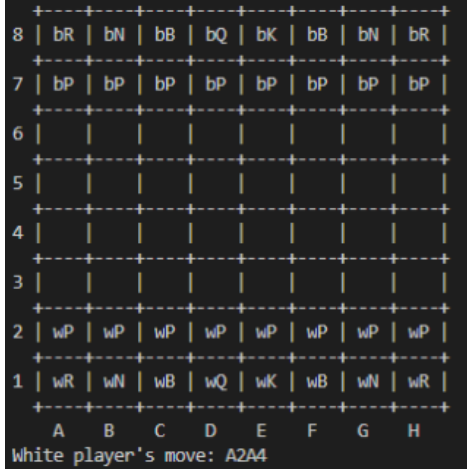 +----+----+----+----+----+----+----+----+
8 | bR | bN | bB | bQ | bK | bB | bN | bR |
+----+----+----+----+----+----+----+----+
7 | bP | bP | bP | bP | bP | bP | bP | bP |
+----+----+----+----+----+----+----+----+
6 |    |    |    |    |    |    |    |    |
+----+----+----+----+----+----+----+----+
5 |    |    |    |    |    |    |    |    |
+----+----+----+----+----+----+----+----+
4 |    |    |    |    |    |    |    |    |
+----+----+----+----+----+----+----+----+
3 |    |    |    |    |    |    |    |    |
+----+----+----+----+----+----+----+----+
2 | wP | wP | wP | wP | wP | wP | wP | wP |
+----+----+----+----+----+----+----+----+
1 | wR | wN | wB | wQ | wK | wB | wN | wR |
+----+----+----+----+----+----+----+----+
A    B    C    D    E    F    G    H
White player's move: A2A4